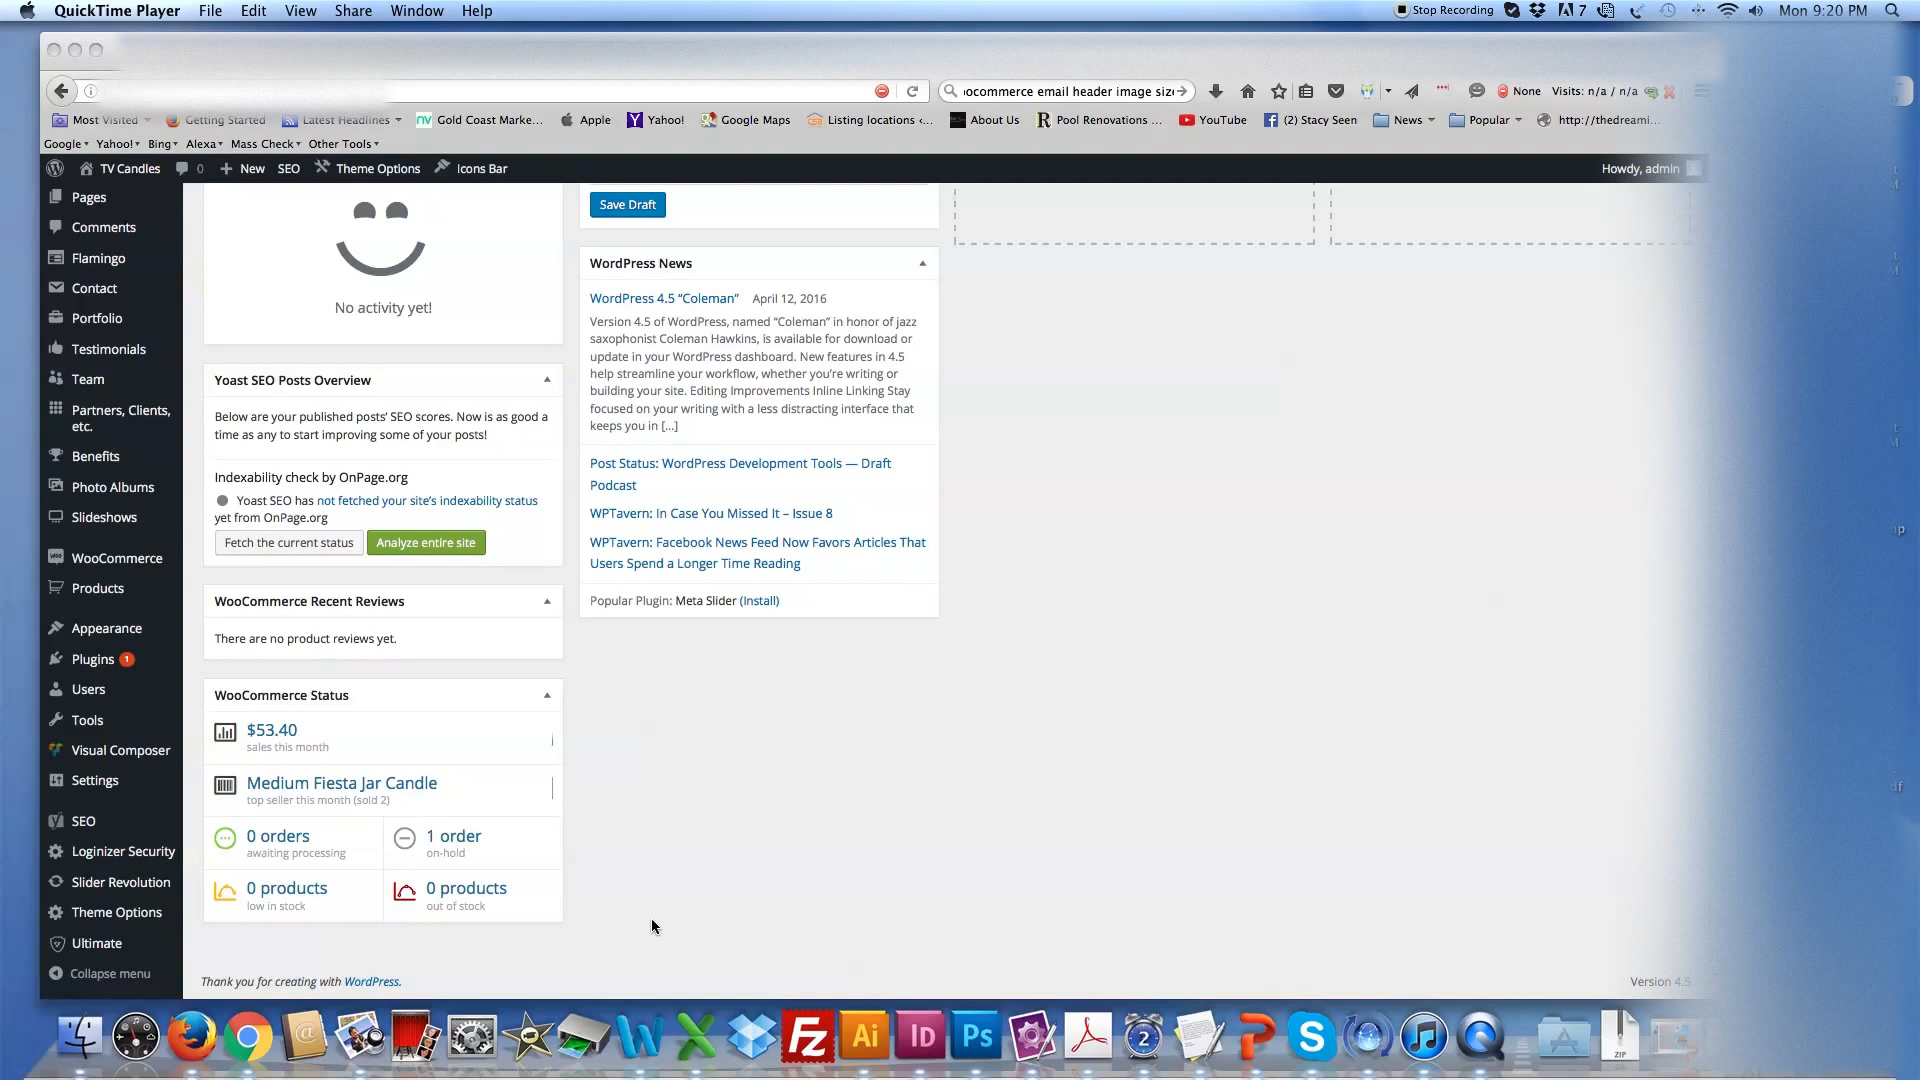 QuickTime Player File Edit View Window Help
Stop Recording 7 Mon 9:20 PM
ocommerce email header image size
None Visits: n/a / n/a
Most Visited Getting Started Latest Headlines Gold Coast Marke... Apple Yahoo! Google Maps Listing locations ‹... About Us Pool Renovations ... YouTube (2) Stacy Seen News Popular http://thedreami...
Google Yahoo! Bing Alexa Mass Check Other Tools
TV Candles 0 New SEO Theme Options Icons Bar Howdy, admin
Pages
Comments
Flamingo
Contact
Portfolio
Testimonials
Team
Partners, Clients,
etc.
Benefits
Photo Albums
Slideshows
WooCommerce
Products
Appearance
Plugins 1
Users
Tools
Visual Composer
Settings
SEO
Loginizer Security
Slider Revolution
Theme Options
Ultimate
Collapse menu
No activity yet!
Yoast SEO Posts Overview
Below are your published posts’ SEO scores. Now is as good a
time as any to start improving some of your posts!
Indexability check by OnPage.org
Yoast SEO has not fetched your site’s indexability status
yet from OnPage.org
Fetch the current status Analyze entire site
WooCommerce Recent Reviews
There are no product reviews yet.
WooCommerce Status
$53.40
sales this month
Medium Fiesta Jar Candle
top seller this month (sold 2)
0 orders
awaiting processing
1 order
on-hold
0 products
low in stock
0 products
out of stock
Save Draft
WordPress News
WordPress 4.5 “Coleman” April 12, 2016
Version 4.5 of WordPress, named “Coleman” in honor of jazz
saxophonist Coleman Hawkins, is available for download or
update in your WordPress dashboard. New features in 4.5
help streamline your workflow, whether you’re writing or
building your site. Editing Improvements Inline Linking Stay
focused on your writing with a less distracting interface that
keeps you in […]
Post Status: WordPress Development Tools — Draft
Podcast
WPTavern: In Case You Missed It – Issue 8
WPTavern: Facebook News Feed Now Favors Articles That
Users Spend a Longer Time Reading
Popular Plugin: Meta Slider (Install)
Thank you for creating with WordPress.
Version 4.5
Fz Ai Id Ps 2 ZIP